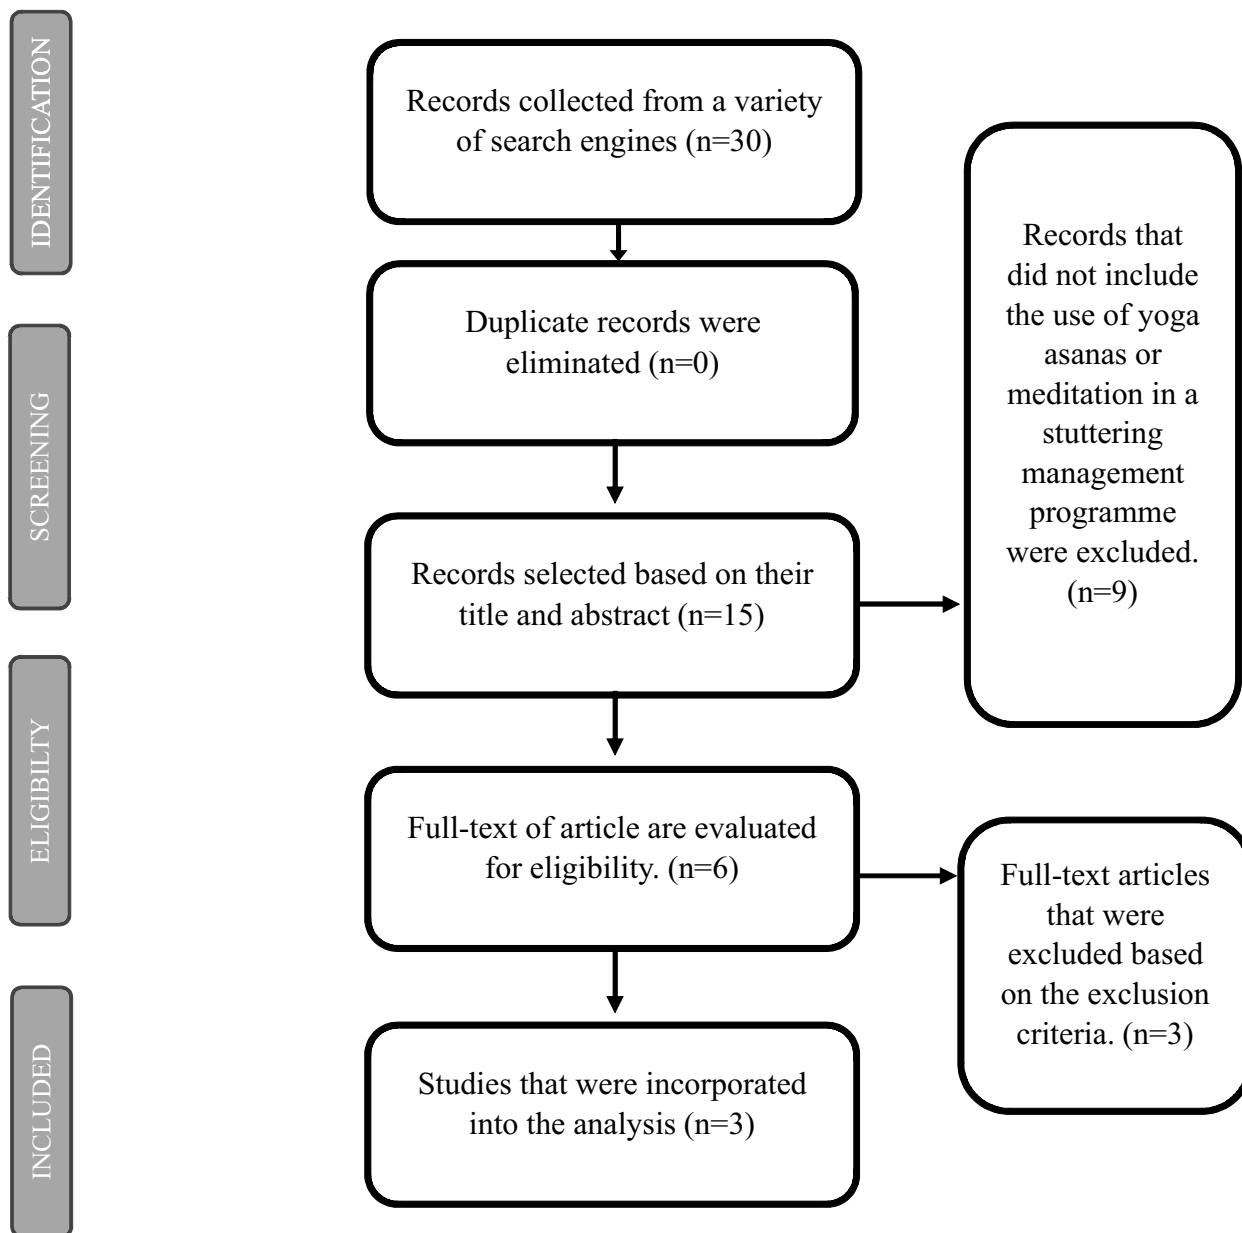 IDENTIFICATION
Records collected from a variety
of search engines (n=30)
Duplicate records were
eliminated (n=0)
SCREENING
Records selected based on their
title and abstract (n=15)
Records that
did not include
the use of yoga
asanas or
meditation in a
stuttering
management
programme
were excluded.
(n=9)
ELIGIBILTY
Full-text of article are evaluated
for eligibility. (n=6)
Full-text articles
that were
excluded based
on the exclusion
criteria. (n=3)
INCLUDED
Studies that were incorporated
into the analysis (n=3)